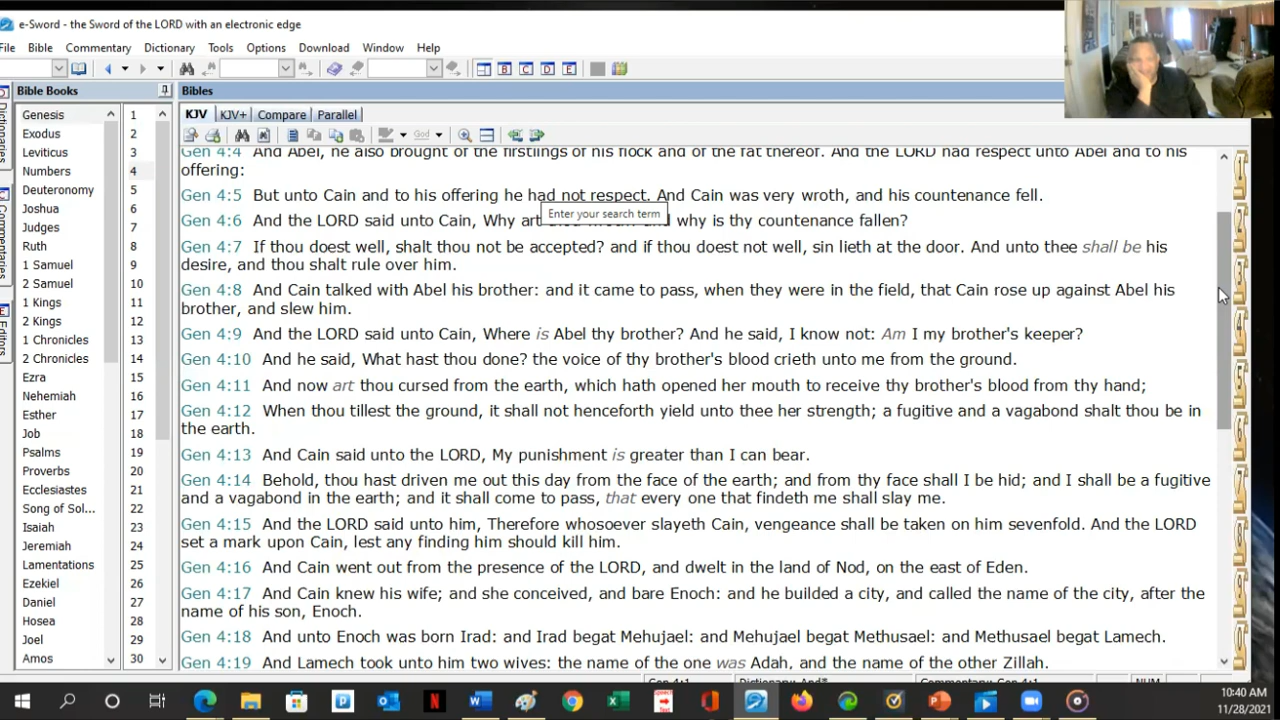 e-Sword - the Sword of the LORD with an electronic edge
File Bible Commentary Dictionary Tools Options Download Window Help
B C D E
Bible Books
Bibles
KJV KJV+ Compare Parallel
God
Dictionaries
Commentaries
Editors
Genesis 1
Exodus 2
Leviticus 3
Numbers 4
Deuteronomy 5
Joshua 6
Judges 7
Ruth 8
1 Samuel 9
2 Samuel 10
1 Kings 11
2 Kings 12
1 Chronicles 13
2 Chronicles 14
Ezra 15
Nehemiah 16
Esther 17
Job 18
Psalms 19
Proverbs 20
Ecclesiastes 21
Song of Sol... 22
Isaiah 23
Jeremiah 24
Lamentations 25
Ezekiel 26
Daniel 27
Hosea 28
Joel 29
Amos 30
Gen 4:4 And Abel, he also brought of the firstlings of his flock and of the fat thereof. And the LORD had respect unto Abel and to his
offering:
Gen 4:5 But unto Cain and to his offering he had not respect. And Cain was very wroth, and his countenance fell.
Enter your search term
Gen 4:6 And the LORD said unto Cain, Why art why is thy countenance fallen?
Gen 4:7 If thou doest well, shalt thou not be accepted? and if thou doest not well, sin lieth at the door. And unto thee shall be his
desire, and thou shalt rule over him.
Gen 4:8 And Cain talked with Abel his brother: and it came to pass, when they were in the field, that Cain rose up against Abel his
brother, and slew him.
Gen 4:9 And the LORD said unto Cain, Where is Abel thy brother? And he said, I know not: Am I my brother's keeper?
Gen 4:10 And he said, What hast thou done? the voice of thy brother's blood crieth unto me from the ground.
Gen 4:11 And now art thou cursed from the earth, which hath opened her mouth to receive thy brother's blood from thy hand;
Gen 4:12 When thou tillest the ground, it shall not henceforth yield unto thee her strength; a fugitive and a vagabond shalt thou be in
the earth.
Gen 4:13 And Cain said unto the LORD, My punishment is greater than I can bear.
Gen 4:14 Behold, thou hast driven me out this day from the face of the earth; and from thy face shall I be hid; and I shall be a fugitive
and a vagabond in the earth; and it shall come to pass, that every one that findeth me shall slay me.
Gen 4:15 And the LORD said unto him, Therefore whosoever slayeth Cain, vengeance shall be taken on him sevenfold. And the LORD
set a mark upon Cain, lest any finding him should kill him.
Gen 4:16 And Cain went out from the presence of the LORD, and dwelt in the land of Nod, on the east of Eden.
Gen 4:17 And Cain knew his wife; and she conceived, and bare Enoch: and he builded a city, and called the name of the city, after the
name of his son, Enoch.
Gen 4:18 And unto Enoch was born Irad: and Irad begat Mehujael: and Mehujael begat Methusael: and Methusael begat Lamech.
Gen 4:19 And Lamech took unto him two wives: the name of the one was Adah, and the name of the other Zillah.
1
2
3
4
5
6
7
8
9
0
Gen 4:1 Dictionary: And* Commentary: Gen 4:1 NUM
10:40 AM
11/28/2021